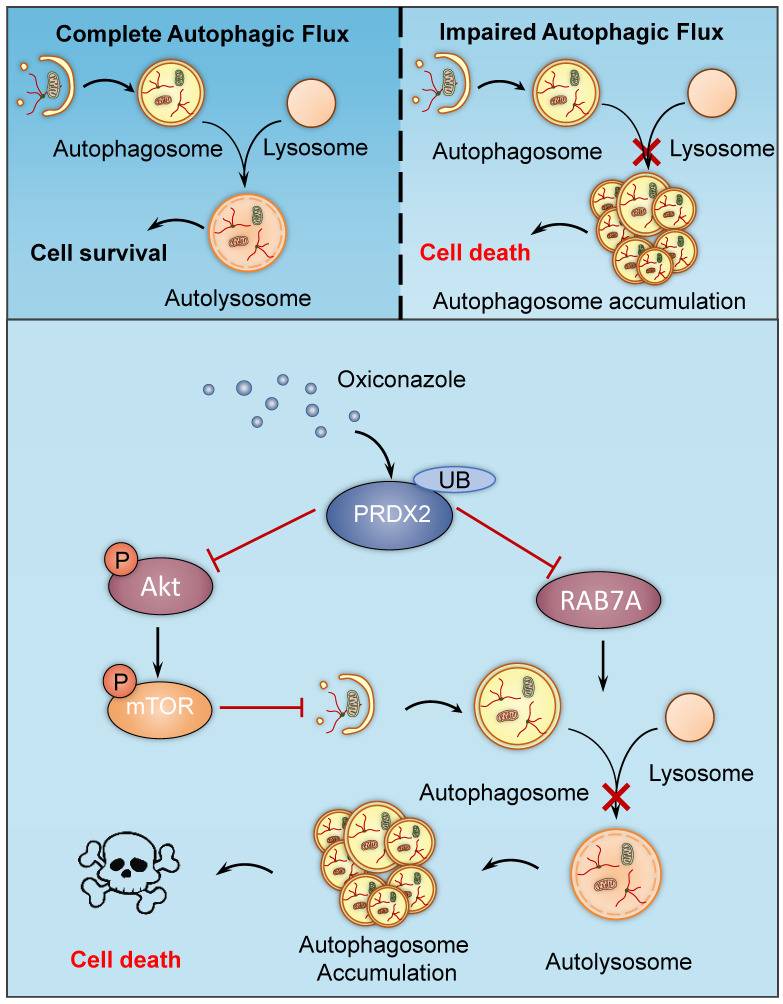 Complete Autophagic Flux
Autophagosome
Lysosome
Cell survival
Autolysosome
Impaired Autophagic Flux
Autophagosome
Lysosome
Cell death
Autophagosome accumulation
Oxiconazole
UB
PRDX2
P
Akt
RAB7A
P
mTOR
Lysosome
Autophagosome
Autophagosome
Accumulation
Cell death
Autolysosome